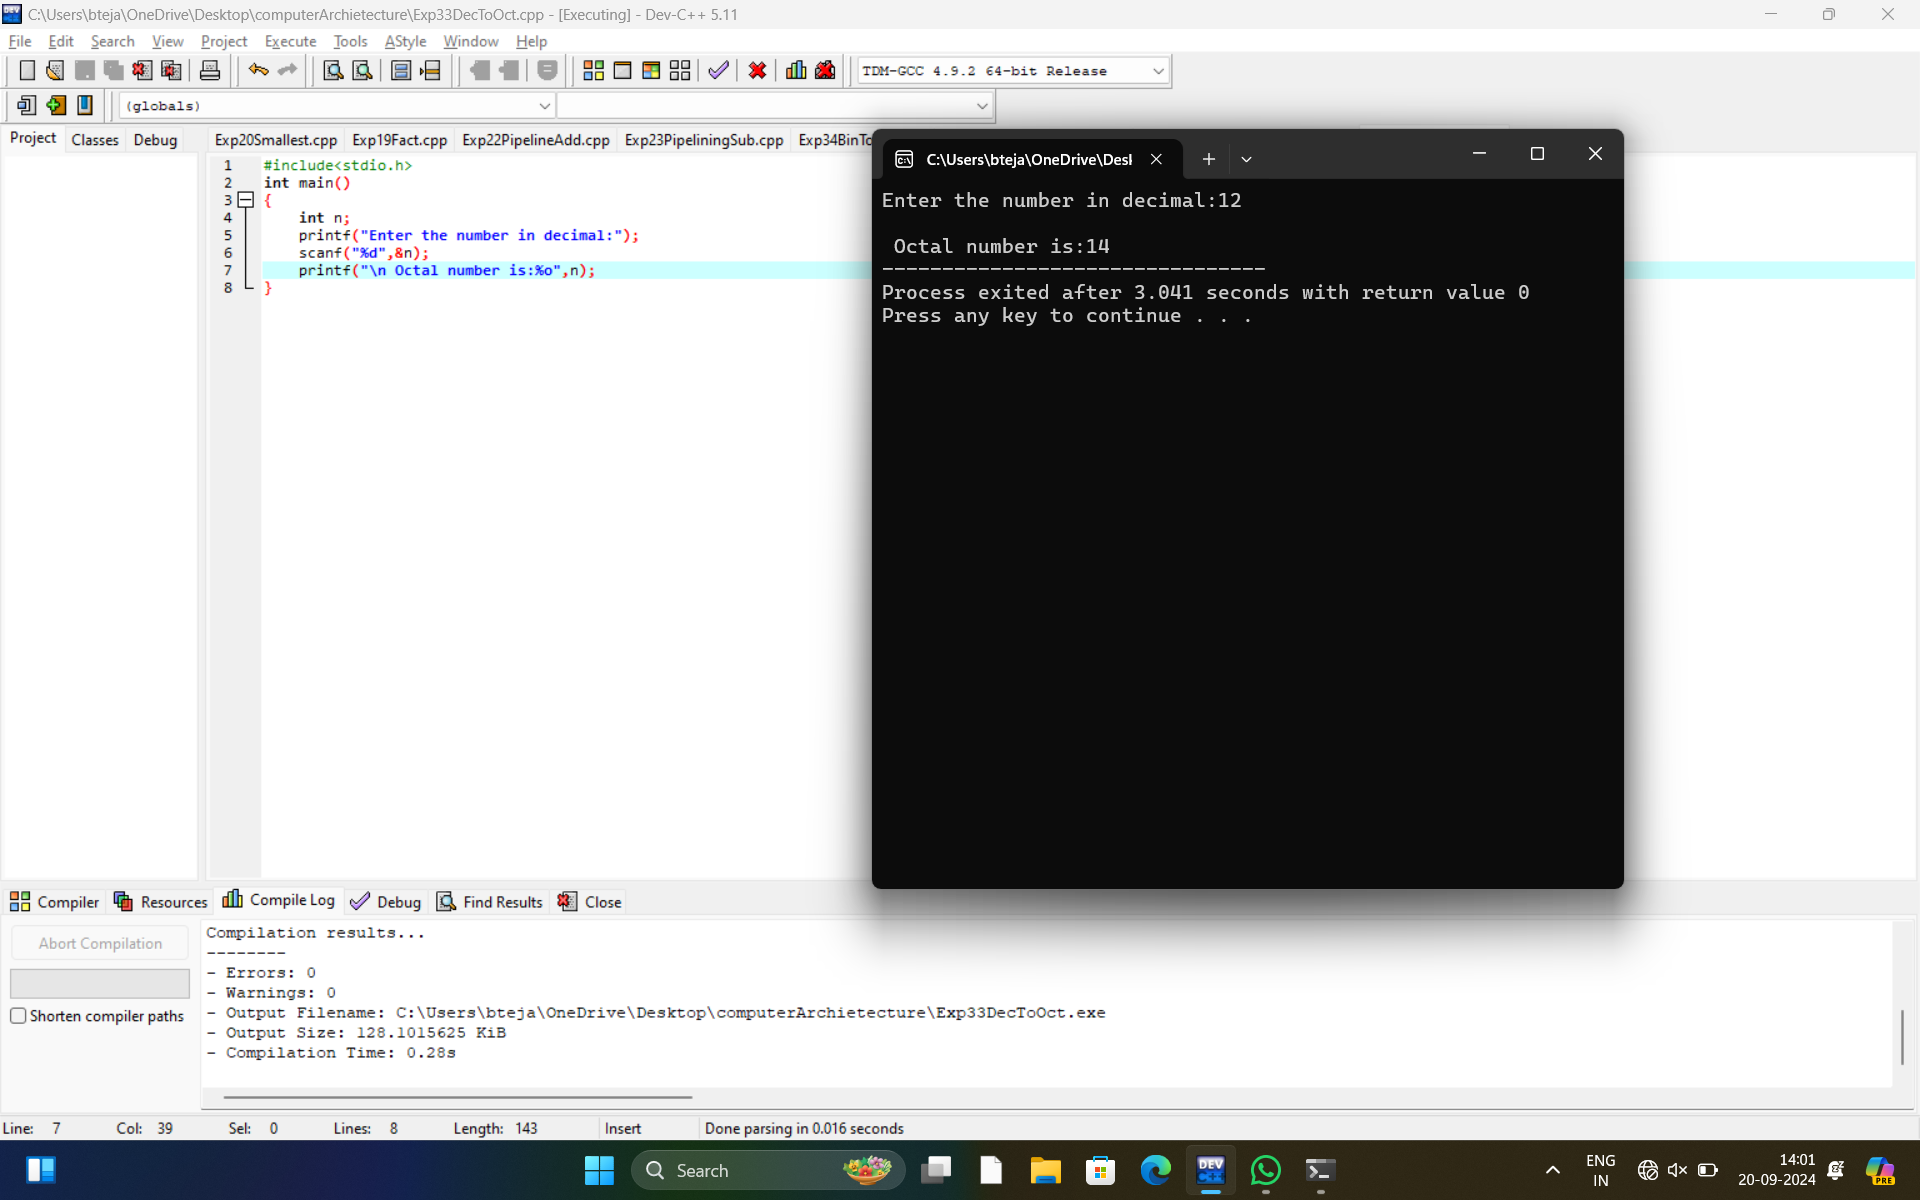 C:\Users\bteja\OneDrive\Desktop\computerArchietecture\Exp33DecToOct.cpp - [Executing] - Dev-C++ 5.11
File Edit Search View Project Execute Tools AStyle Window Help
TDM-GCC 4.9.2 64-bit Release
(globals)
Project Classes Debug
Exp20Smallest.cpp Exp19Fact.cpp Exp22PipelineAdd.cpp Exp23PipeliningSub.cpp
1 #include<stdio.h>
2 int main()
3 {
4 int n;
5 printf("Enter the number in decimal:");
6 scanf("%d",&n);
7 printf("\n Octal number is:%o",n);
8 }
C:\Users\bteja\OneDrive\Desl
Enter the number in decimal:12
Octal number is:14
--------------------------------
Process exited after 3.041 seconds with return value 0
Press any key to continue . . .
Compiler Resources Compile Log Debug Find Results Close
Abort Compilation
Shorten compiler paths
Compilation results...
--------
- Errors: 0
- Warnings: 0
- Output Filename: C:\Users\bteja\OneDrive\Desktop\computerArchietecture\Exp33DecToOct.exe
- Output Size: 128.1015625 KiB
- Compilation Time: 0.28s
Line: 7 Col: 39 Sel: 0 Lines: 8 Length: 143 Insert Done parsing in 0.016 seconds
Search
DEV C++
ENG
IN
14:01
20-09-2024
PRE